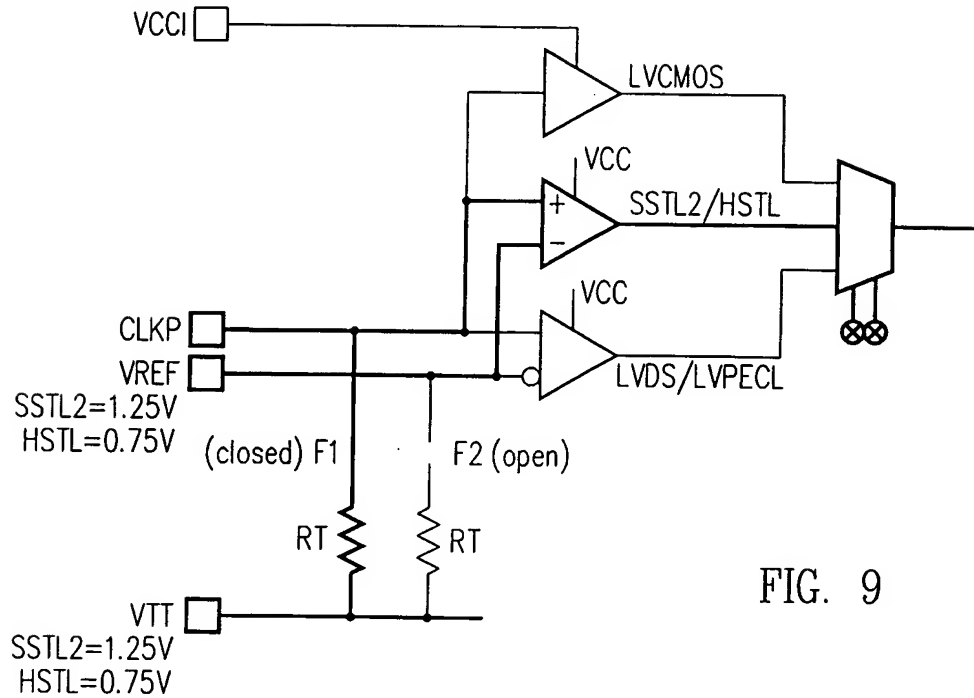 VCCI
LVCMOS
VCC
+
SSTL2/HSTL
−
VCC
CLKP
VREF
LVDS/LVPECL
SSTL2=1.25V
HSTL=0.75V
(closed) F1
F2 (open)
RT
RT
FIG. 9
VTT
SSTL2=1.25V
HSTL=0.75V